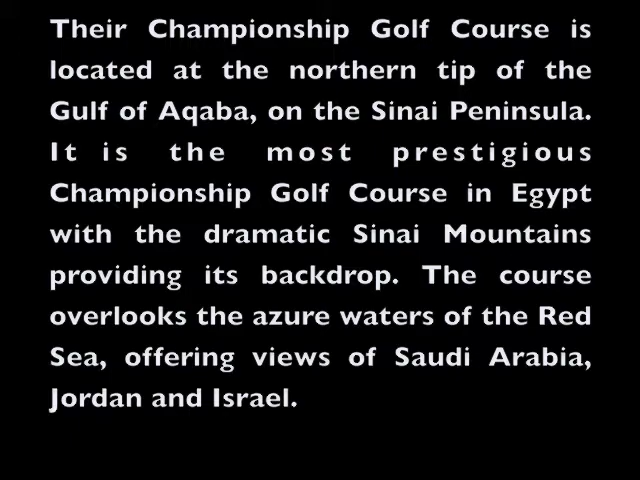 Their Championship Golf Course is
located at the northern tip of the
Gulf of Aqaba, on the Sinai Peninsula.
It is the most prestigious
Championship Golf Course in Egypt
with the dramatic Sinai Mountains
providing its backdrop. The course
overlooks the azure waters of the Red
Sea, offering views of Saudi Arabia,
Jordan and Israel.